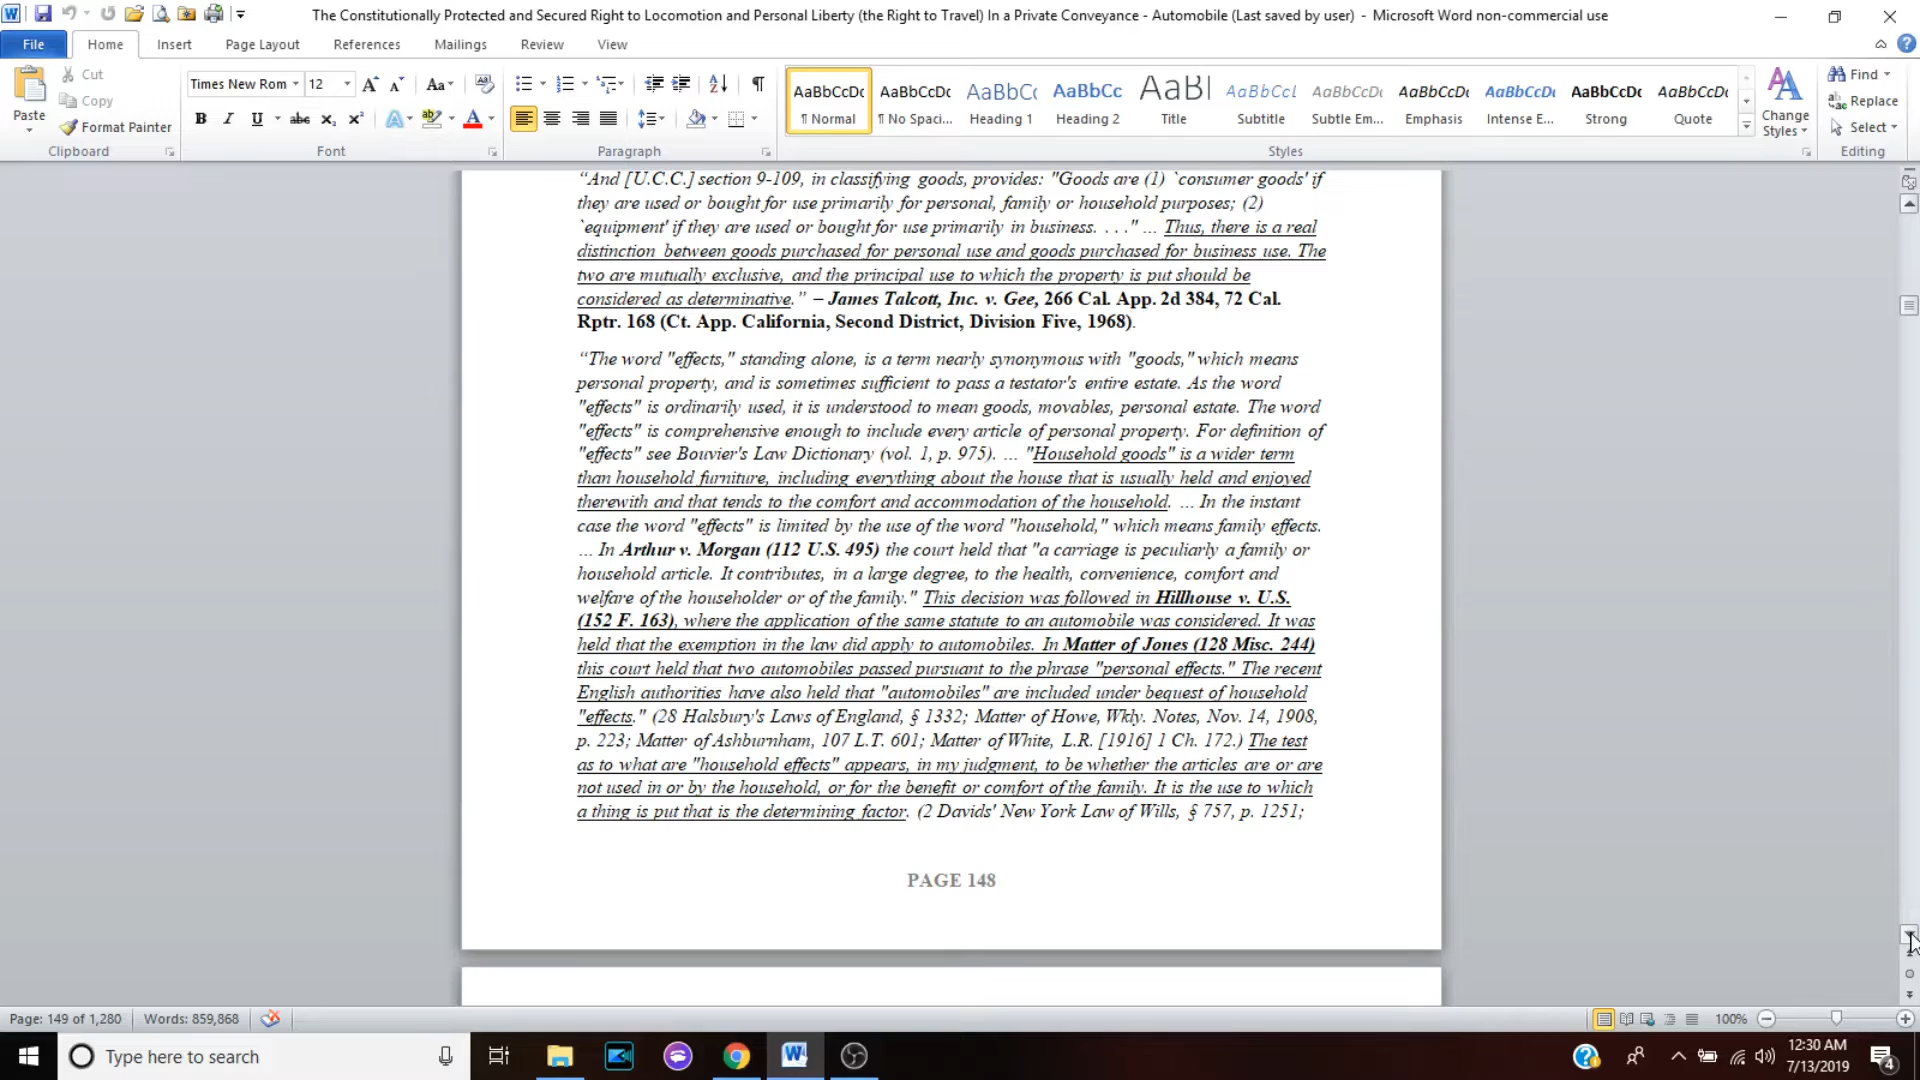 The Constitutionally Protected and Secured Right to Locomotion and Personal Liberty (the Right to Travel) In a Private Conveyance - Automobile (Last saved by user) - Microsoft Word non-commercial use
File Home Insert Page Layout References Mailings Review View
Paste
Cut
Copy
Format Painter
Clipboard
Times New Rom 12
Font
Paragraph
AaBbCcDc ¶ Normal
AaBbCcDc ¶ No Spaci...
AaBbCc Heading 1
AaBbCc Heading 2
AaBl Title
AaBbCcL Subtitle
AaBbCcDc Subtle Em...
AaBbCcDc Emphasis
AaBbCcDc Intense E...
AaBbCcDc Strong
AaBbCcDc Quote
Change Styles
Styles
Find
Replace
Select
Editing
“And [U.C.C.] section 9-109, in classifying goods, provides: "Goods are (1) `consumer goods' if
they are used or bought for use primarily for personal, family or household purposes; (2)
`equipment' if they are used or bought for use primarily in business. . . ." ... Thus, there is a real
distinction between goods purchased for personal use and goods purchased for business use. The
two are mutually exclusive, and the principal use to which the property is put should be
considered as determinative.” – James Talcott, Inc. v. Gee, 266 Cal. App. 2d 384, 72 Cal.
Rptr. 168 (Ct. App. California, Second District, Division Five, 1968).
“The word "effects," standing alone, is a term nearly synonymous with "goods," which means
personal property, and is sometimes sufficient to pass a testator's entire estate. As the word
"effects" is ordinarily used, it is understood to mean goods, movables, personal estate. The word
"effects" is comprehensive enough to include every article of personal property. For definition of
"effects" see Bouvier's Law Dictionary (vol. 1, p. 975). ... "Household goods" is a wider term
than household furniture, including everything about the house that is usually held and enjoyed
therewith and that tends to the comfort and accommodation of the household. ... In the instant
case the word "effects" is limited by the use of the word "household," which means family effects.
... In Arthur v. Morgan (112 U.S. 495) the court held that "a carriage is peculiarly a family or
household article. It contributes, in a large degree, to the health, convenience, comfort and
welfare of the householder or of the family." This decision was followed in Hillhouse v. U.S.
(152 F. 163), where the application of the same statute to an automobile was considered. It was
held that the exemption in the law did apply to automobiles. In Matter of Jones (128 Misc. 244)
this court held that two automobiles passed pursuant to the phrase "personal effects." The recent
English authorities have also held that "automobiles" are included under bequest of household
"effects." (28 Halsbury's Laws of England, § 1332; Matter of Howe, Wkly. Notes, Nov. 14, 1908,
p. 223; Matter of Ashburnham, 107 L.T. 601; Matter of White, L.R. [1916] 1 Ch. 172.) The test
as to what are "household effects" appears, in my judgment, to be whether the articles are or are
not used in or by the household, or for the benefit or comfort of the family. It is the use to which
a thing is put that is the determining factor. (2 Davids' New York Law of Wills, § 757, p. 1251;
PAGE 148
Page: 149 of 1,280 Words: 859,868
100%
Type here to search
12:30 AM
7/13/2019
4